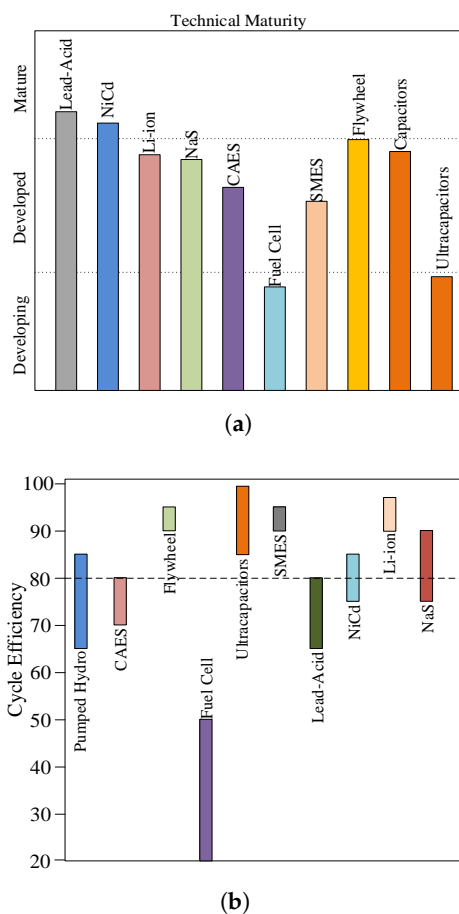 Technical Maturity
Mature
Developed
Developing
Lead-Acid
NiCd
Li-ion
NaS
CAES
Fuel Cell
SMES
Flywheel
Capacitors
Ultracapacitors
(a)
Cycle Efficiency
100
90
80
70
60
50
40
30
20
Pumped Hydro
CAES
Flywheel
Fuel Cell
Ultracapacitors
SMES
Lead-Acid
NiCd
Li-ion
NaS
(b)